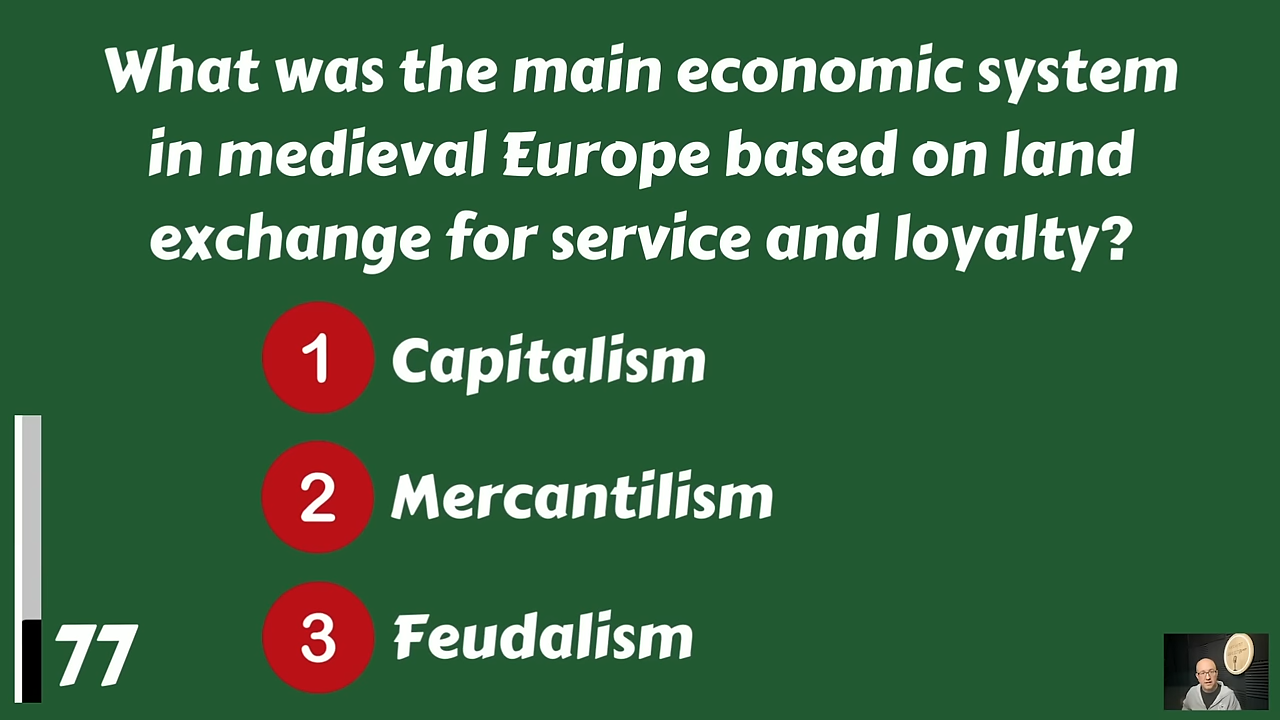 What was the main economic system
in medieval Europe based on land
exchange for service and loyalty?
1 Capitalism
2 Mercantilism
3 Feudalism
77